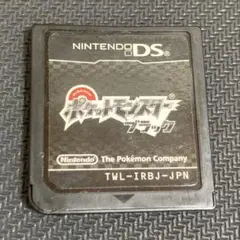 NINTENDO DS
ポケットモンスター
ブラック
Nintendo The Pokémon Company
TWL-IRBJ-JPN